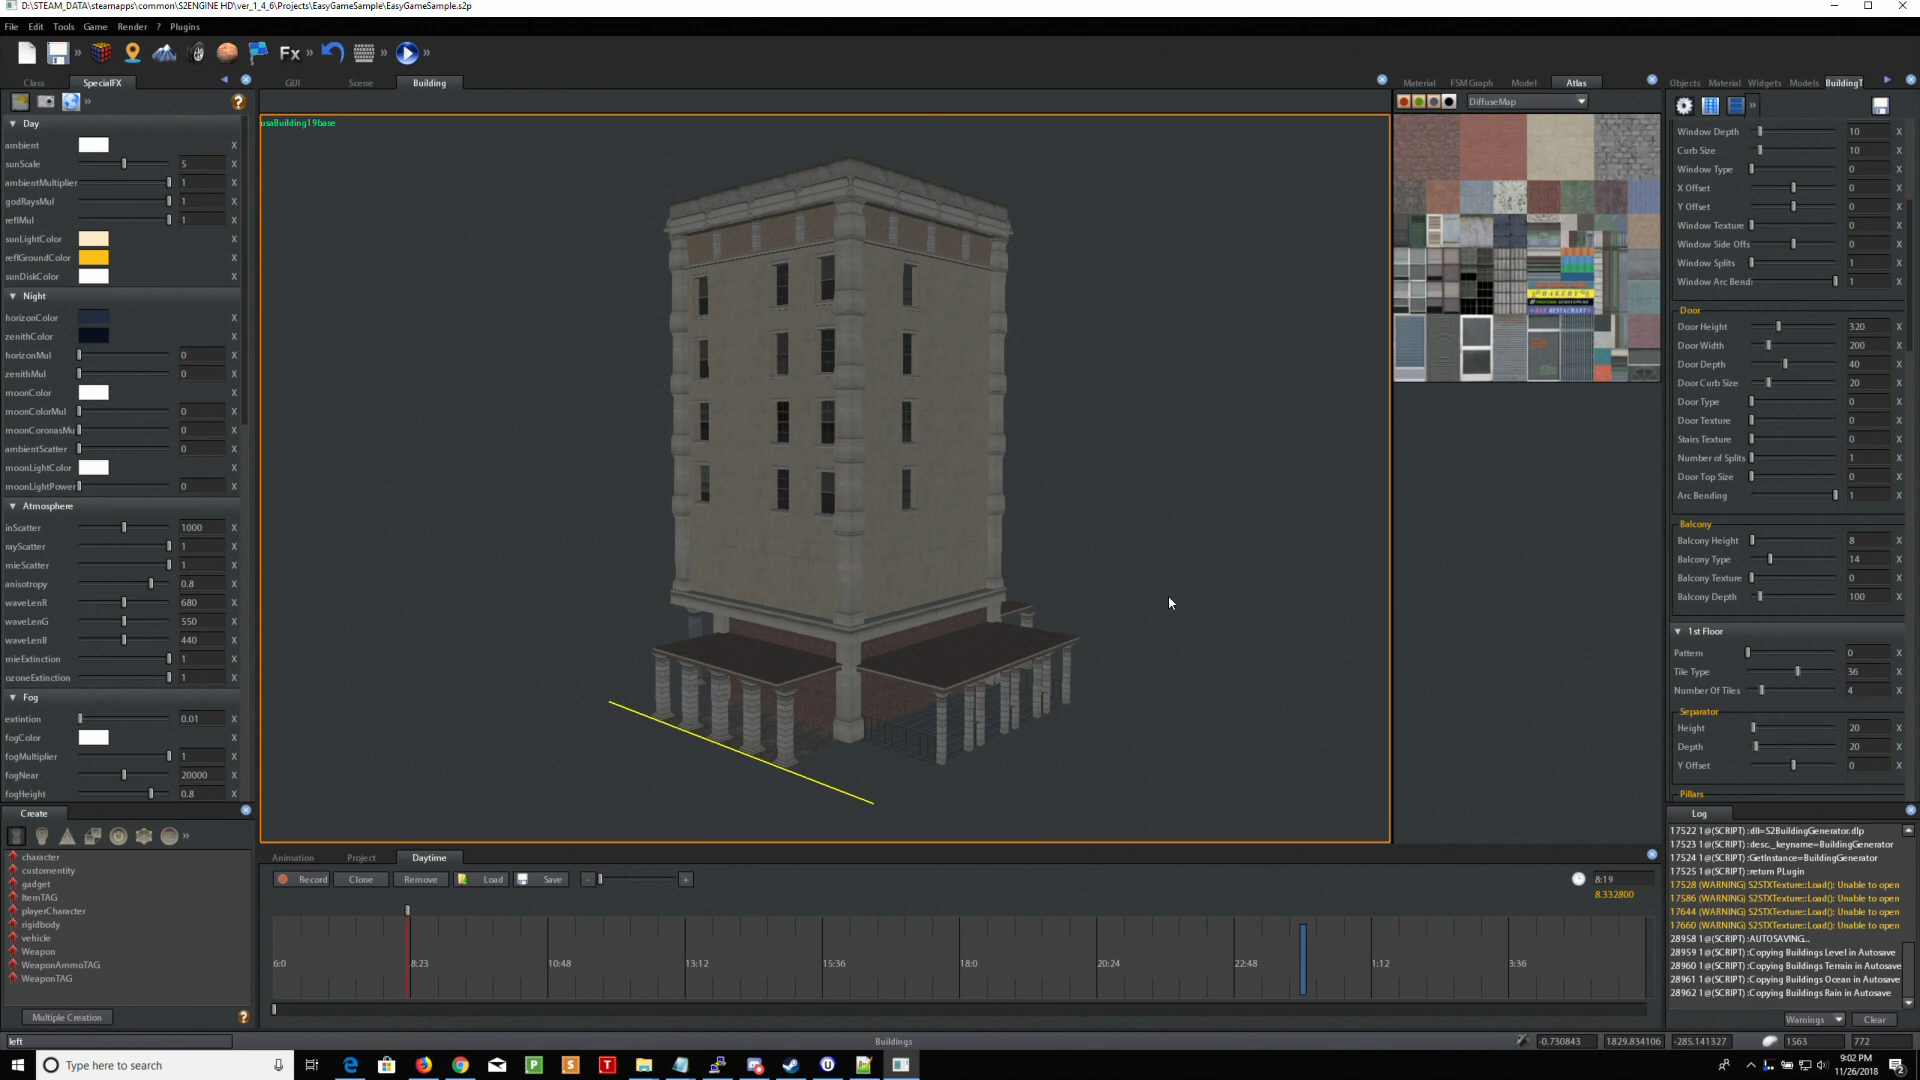 D:\STEAM_DATA\steamapps\common\S2ENGINE HD\ver_1_4_6\Projects\EasyGameSample\EasyGameSample.s2p
File Edit Tools Game Render ? Plugins
Fx
Class SpecialFX
GUI Scene Building
Material FSM Graph Model Atlas
Objects Material Widgets Models BuildingT
DiffuseMap
usaBuilding19base
Day
ambient X
sunScale 5 X
ambientMultiplier 1 X
godRaysMul 1 X
reflMul 1 X
sunLightColor X
reflGroundColor X
sunDiskColor X
Night
horizonColor X
zenithColor X
horizonMul 0 X
zenithMul 0 X
moonColor X
moonColorMul 0 X
moonCoronasMu 0 X
ambientScatter 0 X
moonLightColor X
moonLightPower 0 X
Atmosphere
inScatter 1000 X
rayScatter 1 X
mieScatter 1 X
anisotropy 0.8 X
waveLenR 680 X
waveLenG 550 X
waveLenB 440 X
mieExtinction 1 X
ozoneExtinction 1 X
Fog
extintion 0.01 X
fogColor X
fogMultiplier 1 X
fogNear 20000 X
fogHeight 0.8 X
BAKERY
RESTAURANT
Window Depth 10 X
Curb Size 10 X
Window Type 0 X
X Offset 0 X
Y Offset 0 X
Window Texture 0 X
Window Side Offs 0 X
Window Splits 1 X
Window Arc Bend: 1 X
Door
Door Height 320 X
Door Width 200 X
Door Depth 40 X
Door Curb Size 20 X
Door Type 0 X
Door Texture 0 X
Stairs Texture 0 X
Number of Splits 1 X
Door Top Size 0 X
Arc Bending 1 X
Balcony
Balcony Height 8 X
Balcony Type 14 X
Balcony Texture 0 X
Balcony Depth 100 X
1st Floor
Pattern 0 X
Tile Type 36 X
Number Of Tiles 4 X
Separator
Height 20 X
Depth 20 X
Y Offset 0 X
Pillars
Create
character
customentity
gadget
ItemTAG
playerCharacter
rigidbody
vehicle
Weapon
WeaponAmmoTAG
WeaponTAG
Multiple Creation
Animation Project Daytime
Record Clone Remove Load Save - +
8:19
8.332800
6:0 8:23 10:48 13:12 15:36 18:0 20:24 22:48 1:12 3:36
Log
17522 1@(SCRIPT) :dll=S2BuildingGenerator.dlp
17523 1@(SCRIPT) :desc._keyname=BuildingGenerator
17524 1@(SCRIPT) :GetInstance=BuildingGenerator
17525 1@(SCRIPT) :return PLugin
17528 (WARNING) S2STXTexture::Load(): Unable to open
17586 (WARNING) S2STXTexture::Load(): Unable to open
17644 (WARNING) S2STXTexture::Load(): Unable to open
17660 (WARNING) S2STXTexture::Load(): Unable to open
28958 1@(SCRIPT) :AUTOSAVING...
28959 1@(SCRIPT) :Copying Buildings Level in Autosave
28960 1@(SCRIPT) :Copying Buildings Terrain in Autosave
28961 1@(SCRIPT) :Copying Buildings Ocean in Autosave
28962 1@(SCRIPT) :Copying Buildings Rain in Autosave
Warnings Clear
left
Buildings
-0.730843 1829.834106 -285.141327 1563 772
Type here to search
9:02 PM
11/26/2018